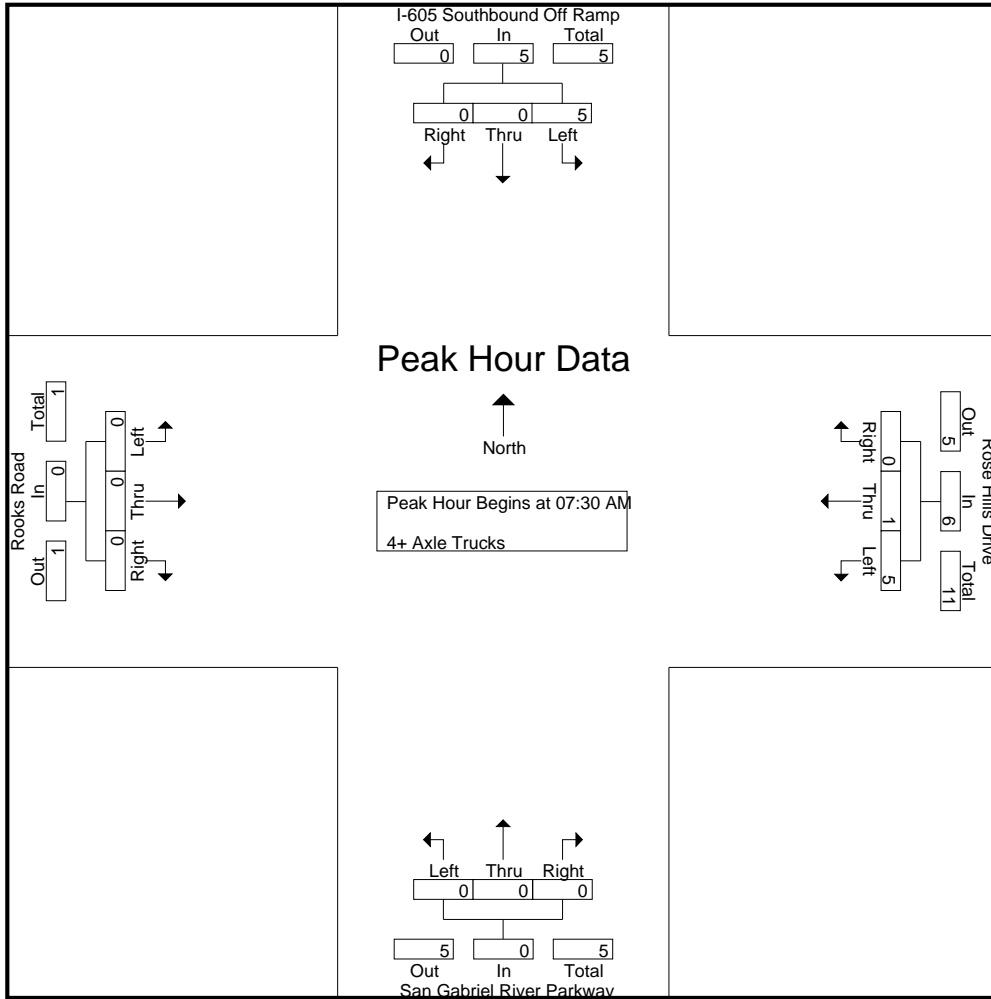 I-605 Southbound Off Ramp
Out In Total
0 5 5
0 0 5
Right Thru Left
Peak Hour Data
North
Peak Hour Begins at 07:30 AM
4+ Axle Trucks
Rooks Road
Out In Total
1 0 1
Left Thru Right
0 0 0
Rose Hills Drive
Out In Total
5 6 11
Right Thru Left
0 1 5
Left Thru Right
0 0 0
5 0 5
Out In Total
San Gabriel River Parkway